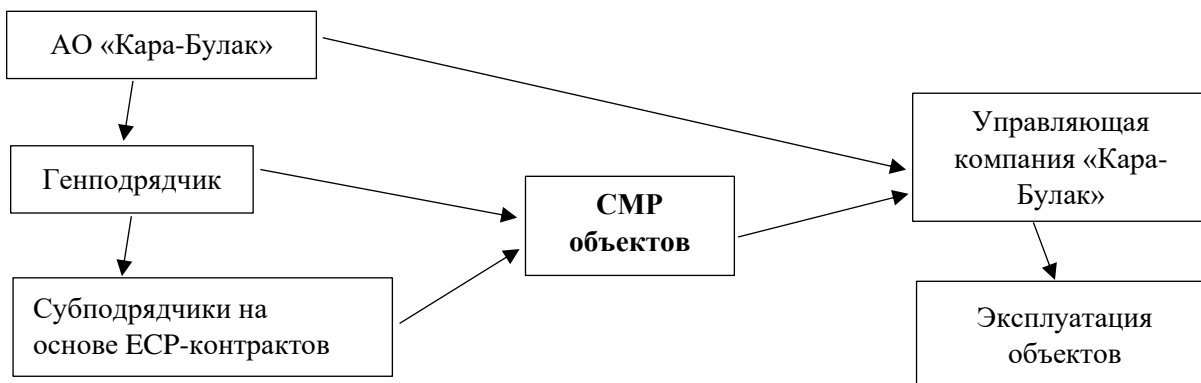 АО «Кара-Булак»
Генподрядчик
Субподрядчики на
основе ЕСР-контрактов
СМР
объектов
Управляющая
компания «Кара-
Булак»
Эксплуатация
объектов